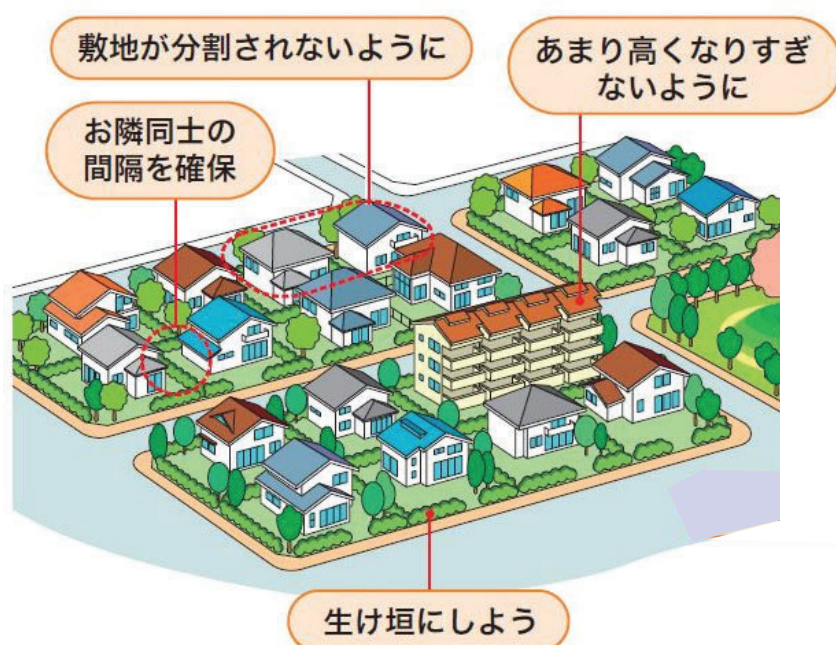 敷地が分割されないように
あまり高くなりすぎ
ないように
お隣同士の
間隔を確保
生け垣にしよう